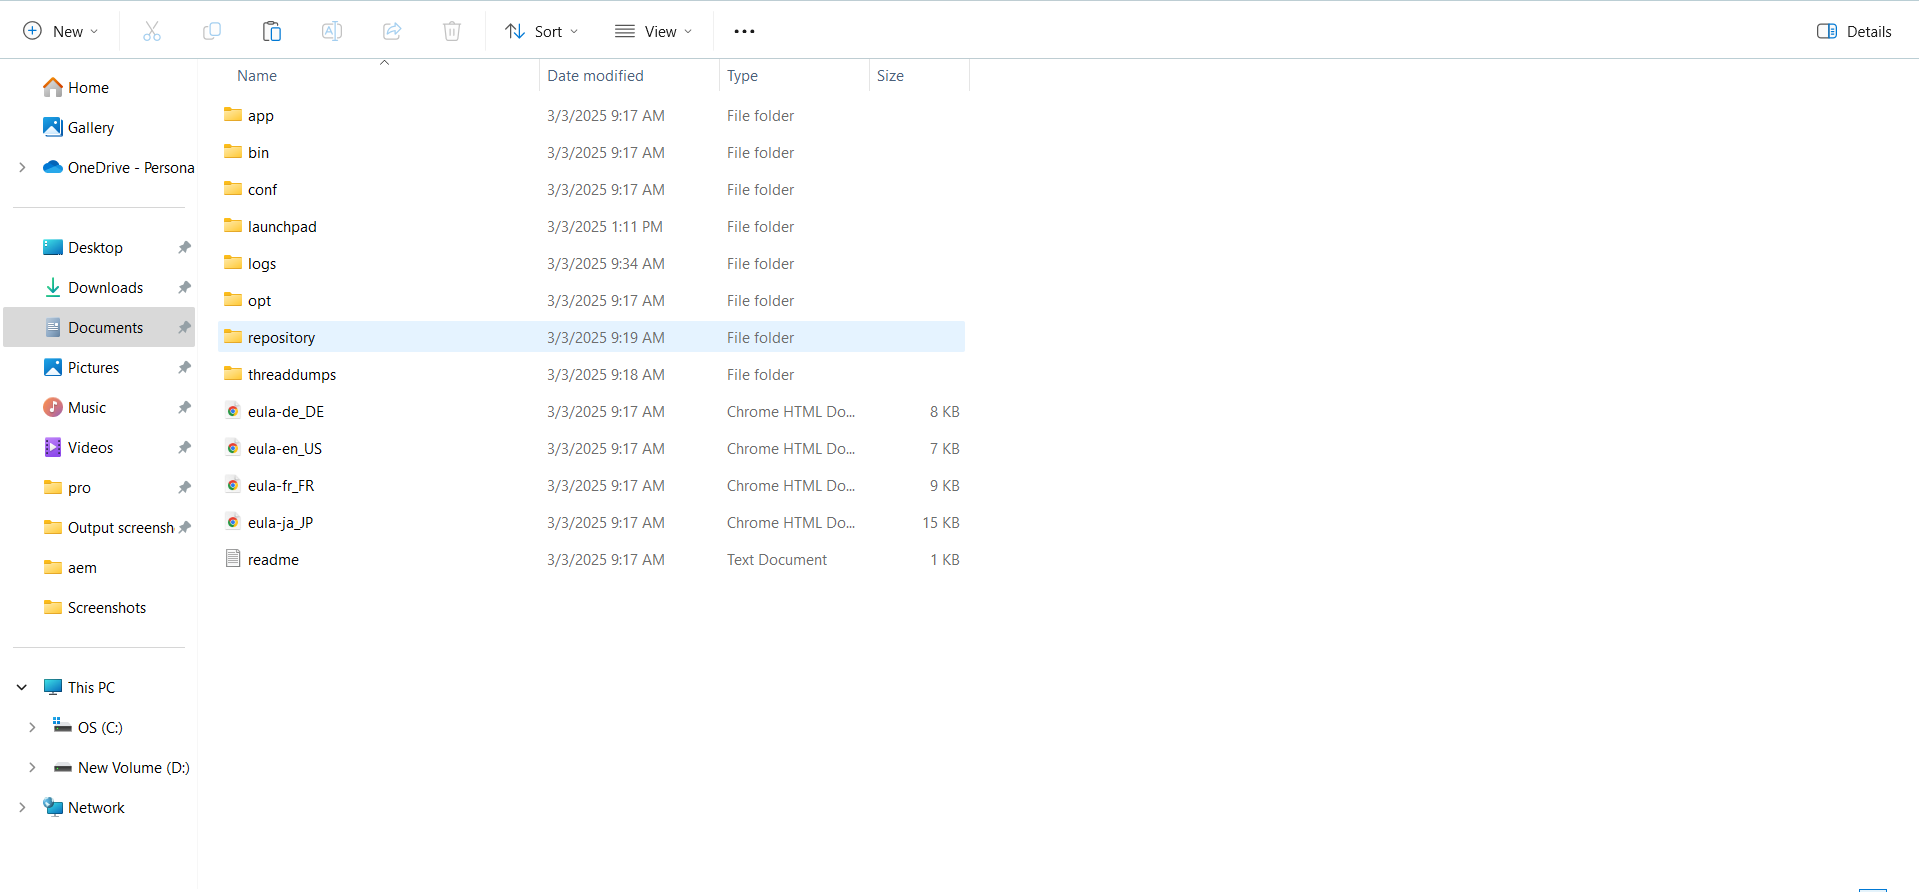 New Sort View Details
Name Date modified Type Size
Home
Gallery
OneDrive - Persona
Desktop
Downloads
Documents
Pictures
Music
Videos
pro
Output screensh
aem
Screenshots
This PC
OS (C:)
New Volume (D:)
Network
app 3/3/2025 9:17 AM File folder
bin 3/3/2025 9:17 AM File folder
conf 3/3/2025 9:17 AM File folder
launchpad 3/3/2025 1:11 PM File folder
logs 3/3/2025 9:34 AM File folder
opt 3/3/2025 9:17 AM File folder
repository 3/3/2025 9:19 AM File folder
threaddumps 3/3/2025 9:18 AM File folder
eula-de_DE 3/3/2025 9:17 AM Chrome HTML Do... 8 KB
eula-en_US 3/3/2025 9:17 AM Chrome HTML Do... 7 KB
eula-fr_FR 3/3/2025 9:17 AM Chrome HTML Do... 9 KB
eula-ja_JP 3/3/2025 9:17 AM Chrome HTML Do... 15 KB
readme 3/3/2025 9:17 AM Text Document 1 KB